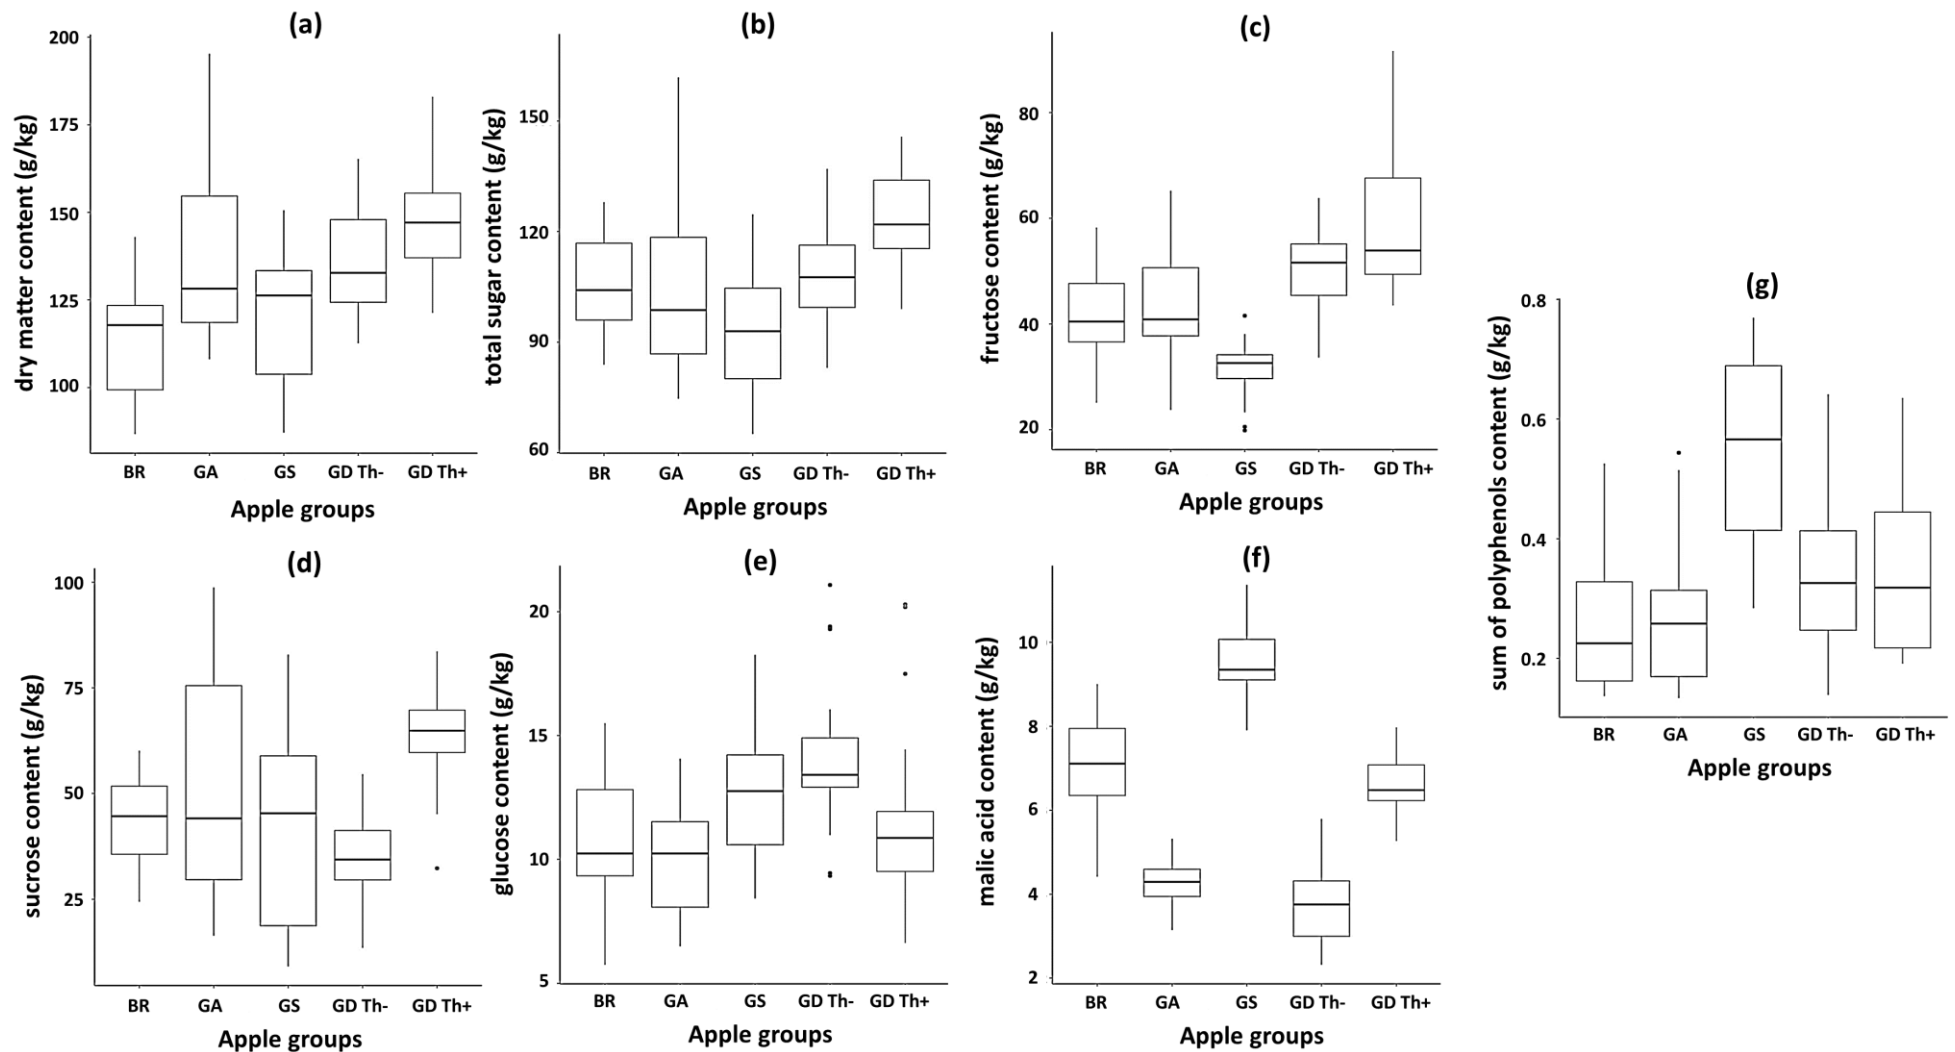 (a)
dry matter content (g/kg)
200
175
150
125
100
BR GA GS GD Th- GD Th+
Apple groups
(b)
total sugar content (g/kg)
150
120
90
60
BR GA GS GD Th- GD Th+
Apple groups
(c)
fructose content (g/kg)
80
60
40
20
BR GA GS GD Th- GD Th+
Apple groups
(d)
sucrose content (g/kg)
100
75
50
25
BR GA GS GD Th- GD Th+
Apple groups
(e)
glucose content (g/kg)
20
15
10
5
BR GA GS GD Th- GD Th+
Apple groups
(f)
malic acid content (g/kg)
10
8
6
4
2
BR GA GS GD Th- GD Th+
Apple groups
(g)
sum of polyphenols content (g/kg)
0.8
0.6
0.4
0.2
BR GA GS GD Th- GD Th+
Apple groups